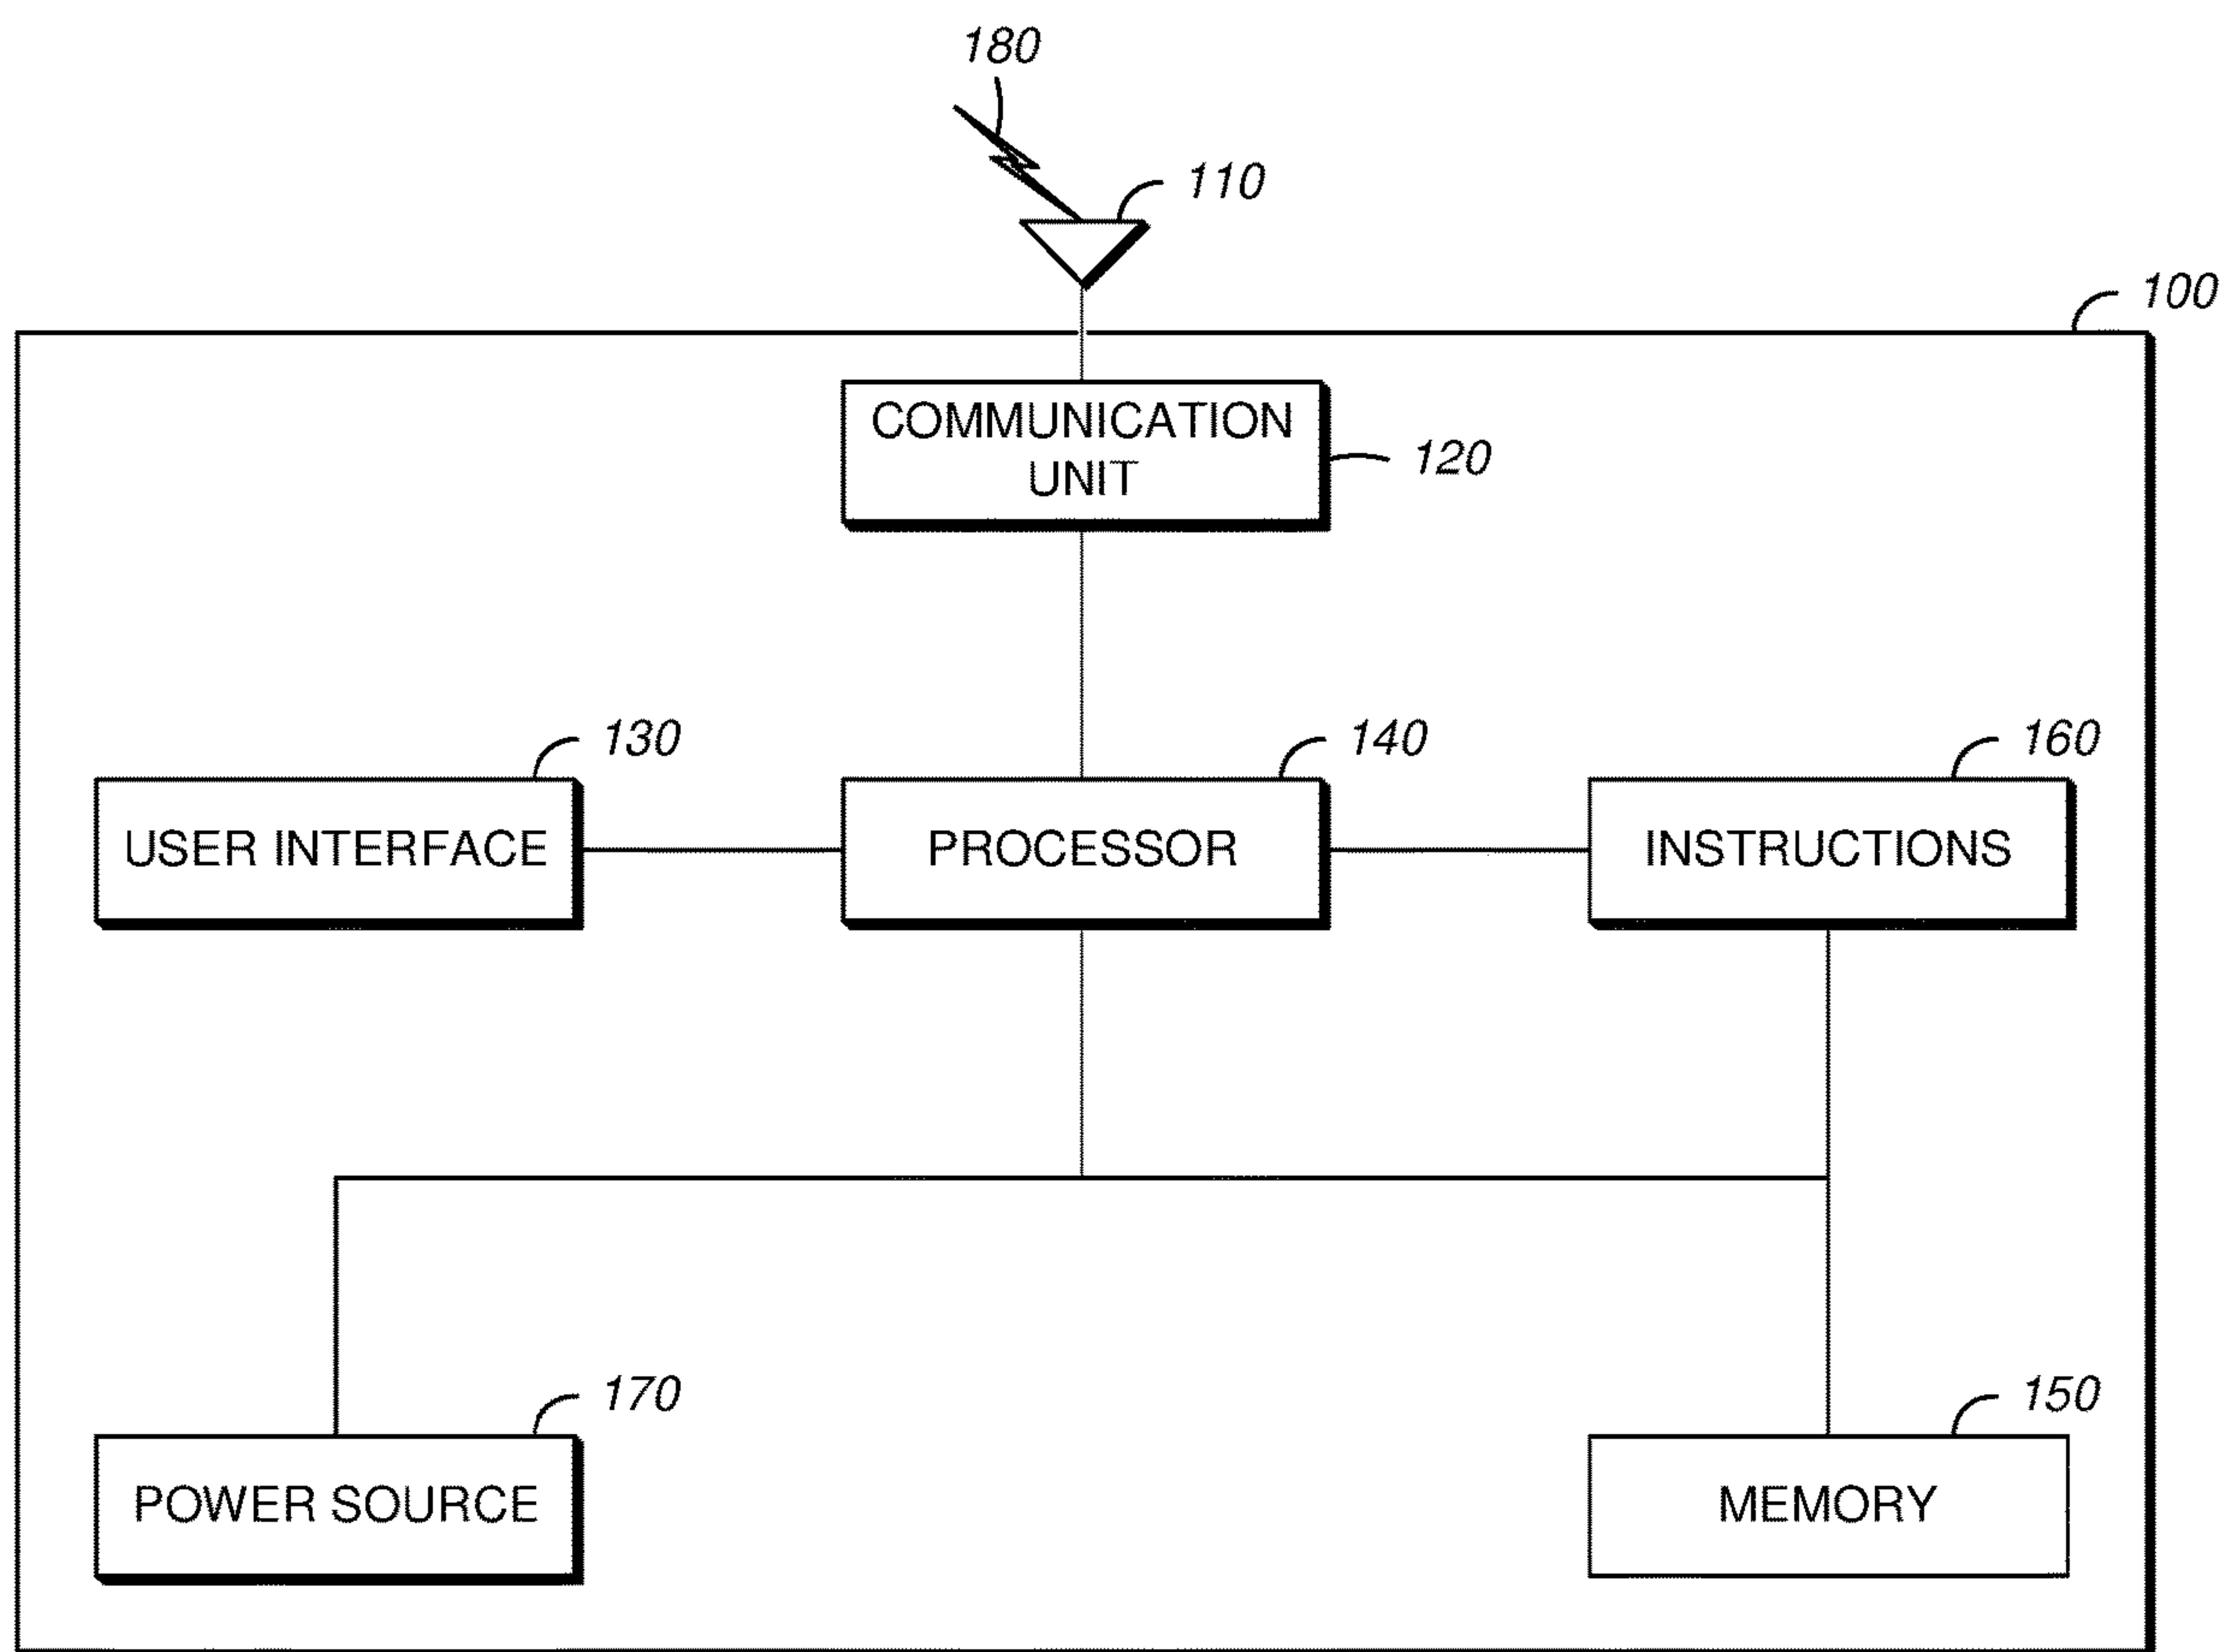 180
110
100
COMMUNICATION
UNIT
120
130
140
160
USER INTERFACE
PROCESSOR
INSTRUCTIONS
170
150
POWER SOURCE
MEMORY